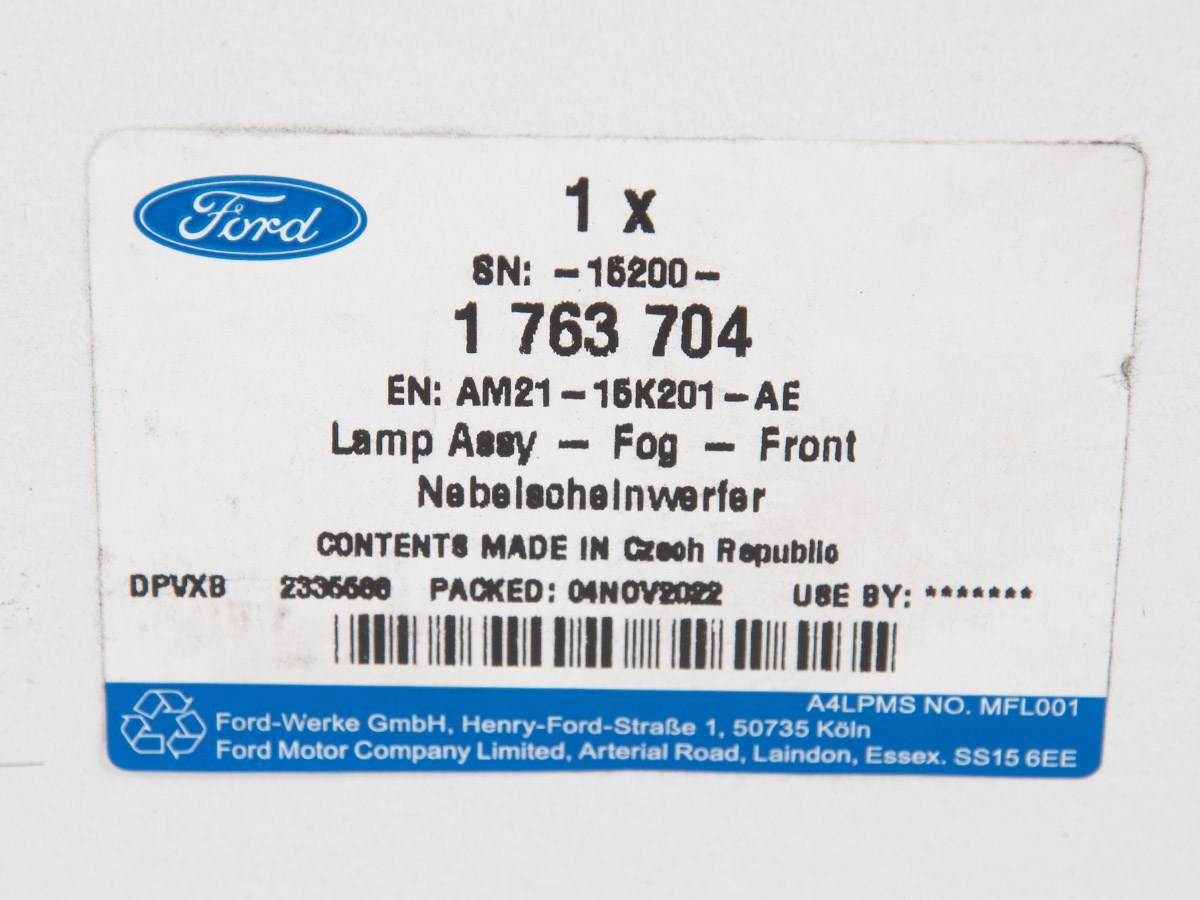 Ford
1 x
SN: -15200-
1 763 704
EN: AM21-15K201-AE
Lamp Assy - Fog - Front
Nebelscheinwerfer
CONTENTS MADE IN Czech Republic
DPVXB PACKED: 04NOV2022 USE BY: *******
A4LPMS NO. MFL001
Ford-Werke GmbH, Henry-Ford-Straße 1, 50735 Köln
Ford Motor Company Limited, Arterial Road, Laindon, Essex. SS15 6EE